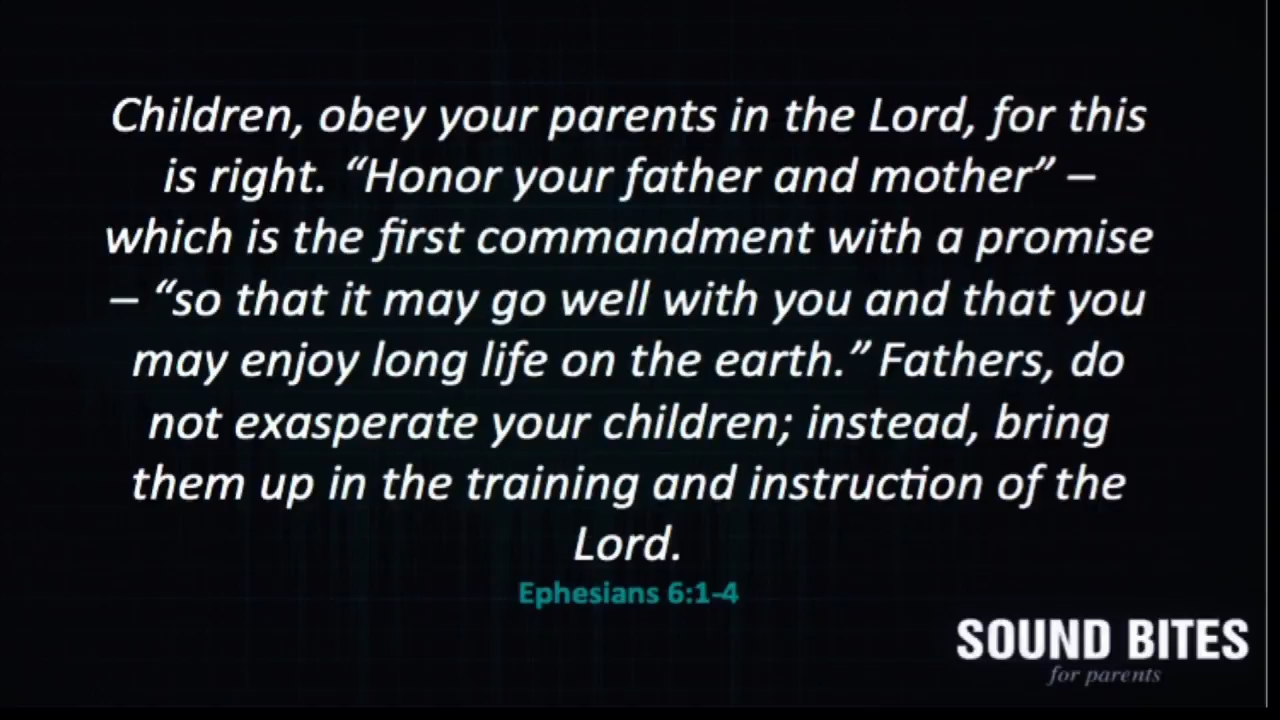 Children, obey your parents in the Lord, for this
is right. “Honor your father and mother” –
which is the first commandment with a promise
– “so that it may go well with you and that you
may enjoy long life on the earth.” Fathers, do
not exasperate your children; instead, bring
them up in the training and instruction of the
Lord.
Ephesians 6:1-4
SOUND BITES
for parents